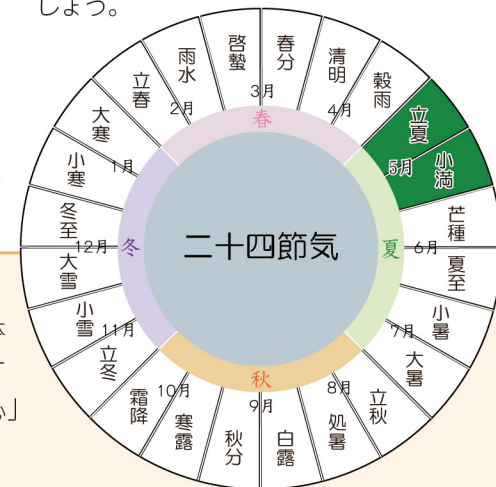 しょう。
二十四節気
春
夏
秋
冬
立春
雨水
2月
啓蟄
春分
3月
清明
穀雨
4月
立夏
小満
5月
芒種
夏至
6月
小暑
大暑
7月
立秋
処暑
8月
白露
秋分
9月
寒露
霜降
10月
立冬
小雪
11月
大雪
冬至
12月
小寒
大寒
1月
」